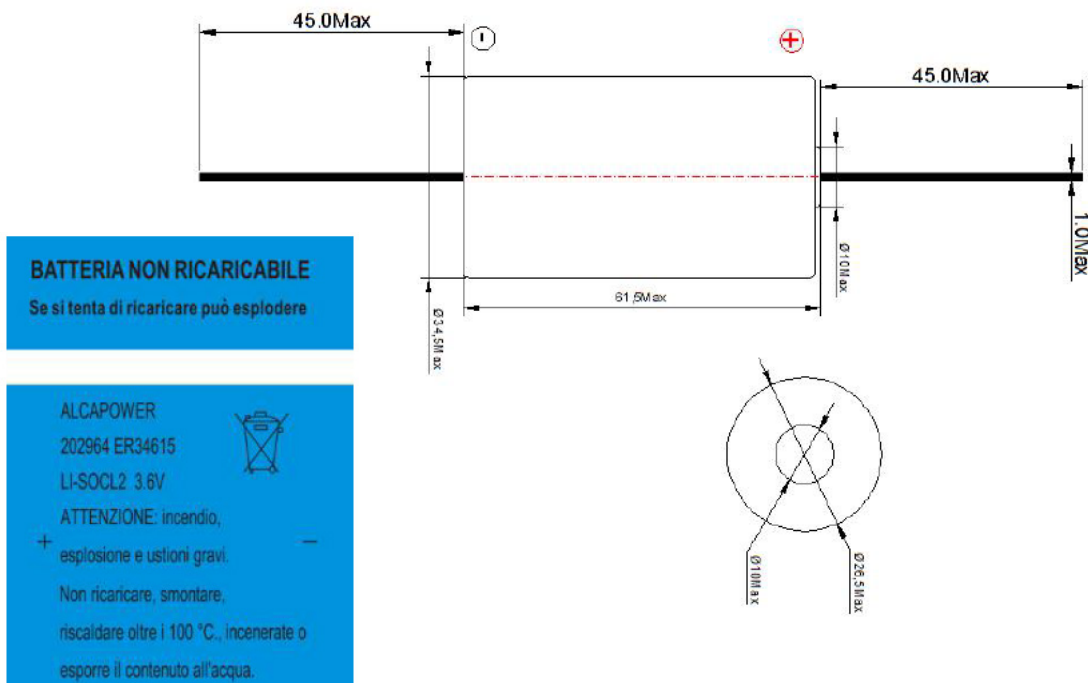 45.0Max
-
+
45.0Max
1.0Max
Ø10Max
61,5Max
Ø34,5Max
BATTERIA NON RICARICABILE
Se si tenta di ricaricare può esplodere
ALCAPOWER
202964 ER34615
LI-SOCL2 3.6V
ATTENZIONE: incendio,
+ esplosione e ustioni gravi. –
Non ricaricare, smontare,
riscaldare oltre i 100 °C., incenerate o
esporre il contenuto all'acqua.
Ø10Max
Ø26,5Max